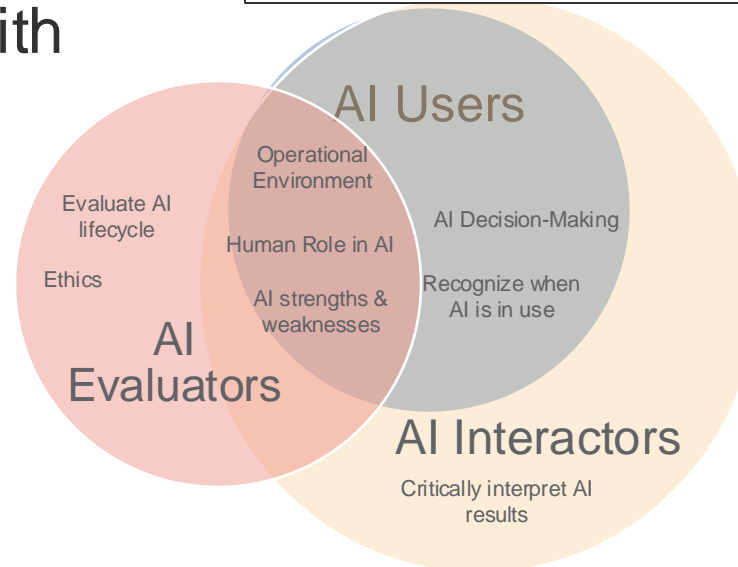 ith
AI Users
Operational
Environment
Evaluate AI
lifecycle
AI Decision-Making
Human Role in AI
Ethics
Recognize when
AI is in use
AI strengths &
weaknesses
AI
Evaluators
AI Interactors
Critically interpret AI
results